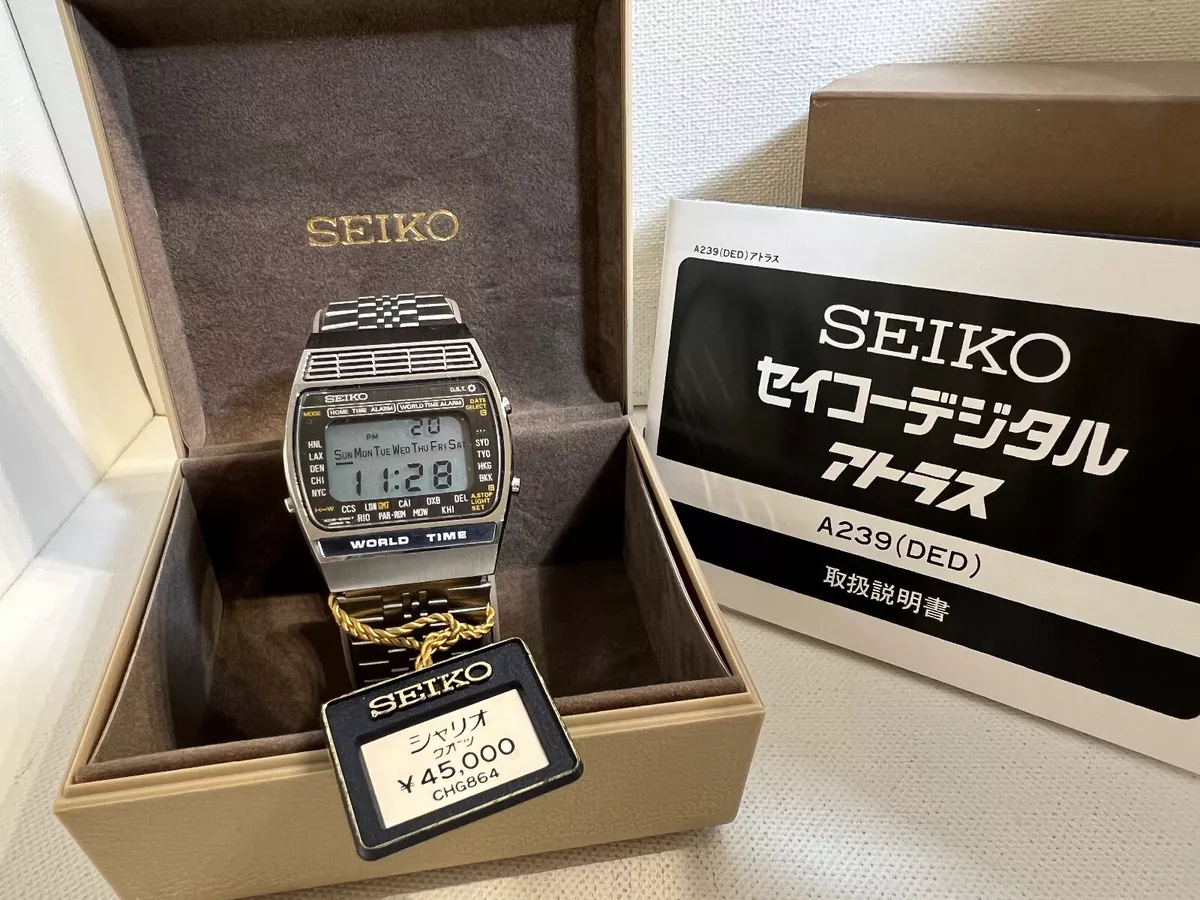 SEIKO
SEIKO
D.S.T.
MODE
HOME TIME ALARM
WORLD TIME ALARM
DATE
SELECT
PM
20
SUN MON TUE WED THU FRI SAT
11:28
HNL
LAX
DEN
CHI
NYC
SYD
TYO
HKG
BKK
H↔W
CCS LON GMT CAI DXB DEL
RIO PAR-ROM MOW KHI
A.STOP
LIGHT
SET
WORLD TIME
SEIKO
シャリオ
クオーツ
¥45,000
CHG864
A239(DED)アトラス
SEIKO
セイコーデジタル
アトラス
A239(DED)
取扱説明書